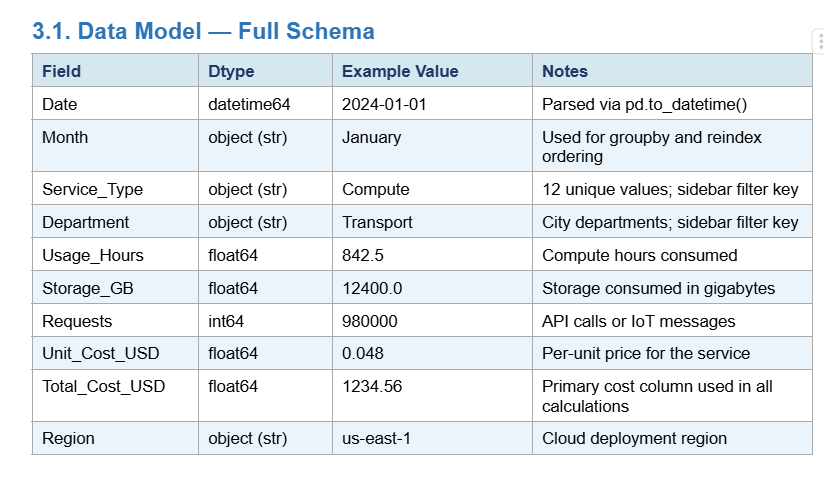 3.1. Data Model — Full Schema
Field Dtype Example Value Notes
Date datetime64 2024-01-01 Parsed via pd.to_datetime()
Month object (str) January Used for groupby and reindex
ordering
Service_Type object (str) Compute 12 unique values; sidebar filter key
Department object (str) Transport City departments; sidebar filter key
Usage_Hours float64 842.5 Compute hours consumed
Storage_GB float64 12400.0 Storage consumed in gigabytes
Requests int64 980000 API calls or IoT messages
Unit_Cost_USD float64 0.048 Per-unit price for the service
Total_Cost_USD float64 1234.56 Primary cost column used in all
calculations
Region object (str) us-east-1 Cloud deployment region